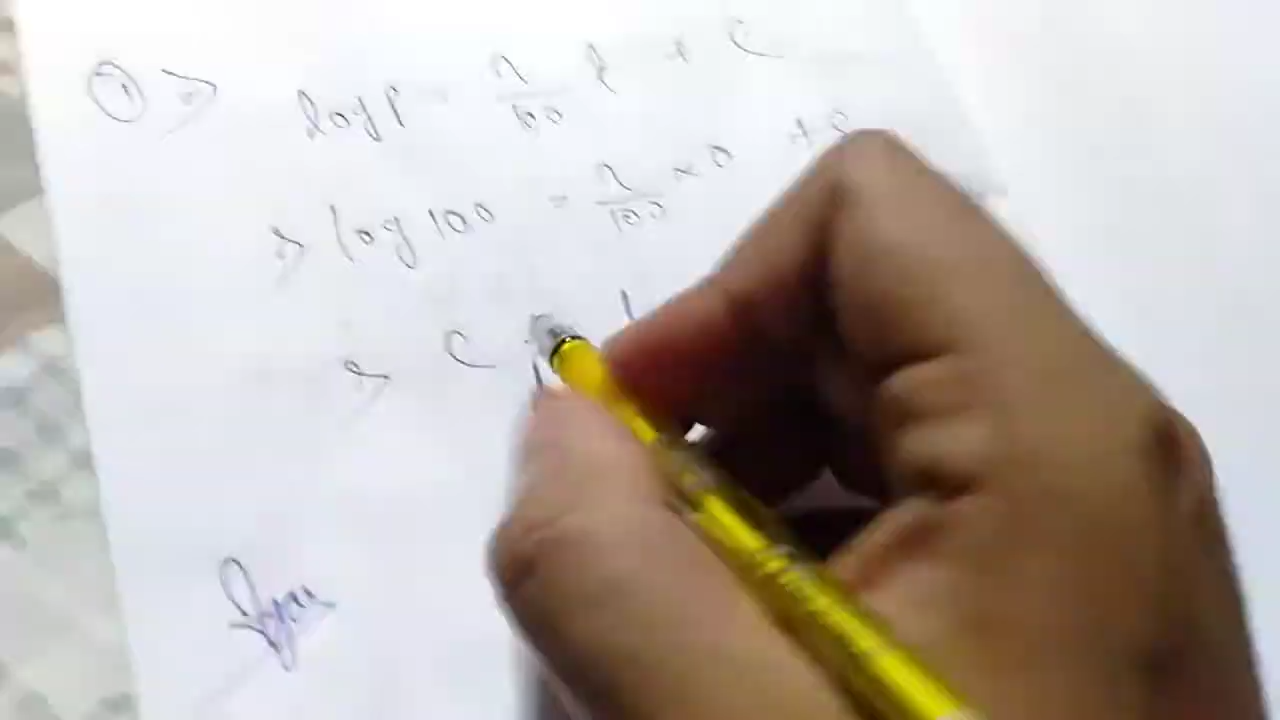 ① ⇒ log P = r/100 t + C
⇒ log 100 = r/100 × 0 + C
⇒ C =